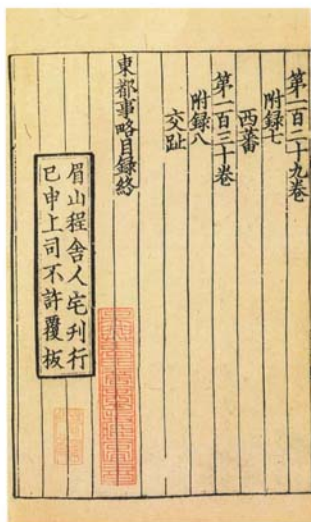 第一百二十九卷
附録七
西蕃
第一百三十卷
附録八
交趾
東都事略目録終
眉山程舍人宅刊行
已申上司不許覆板